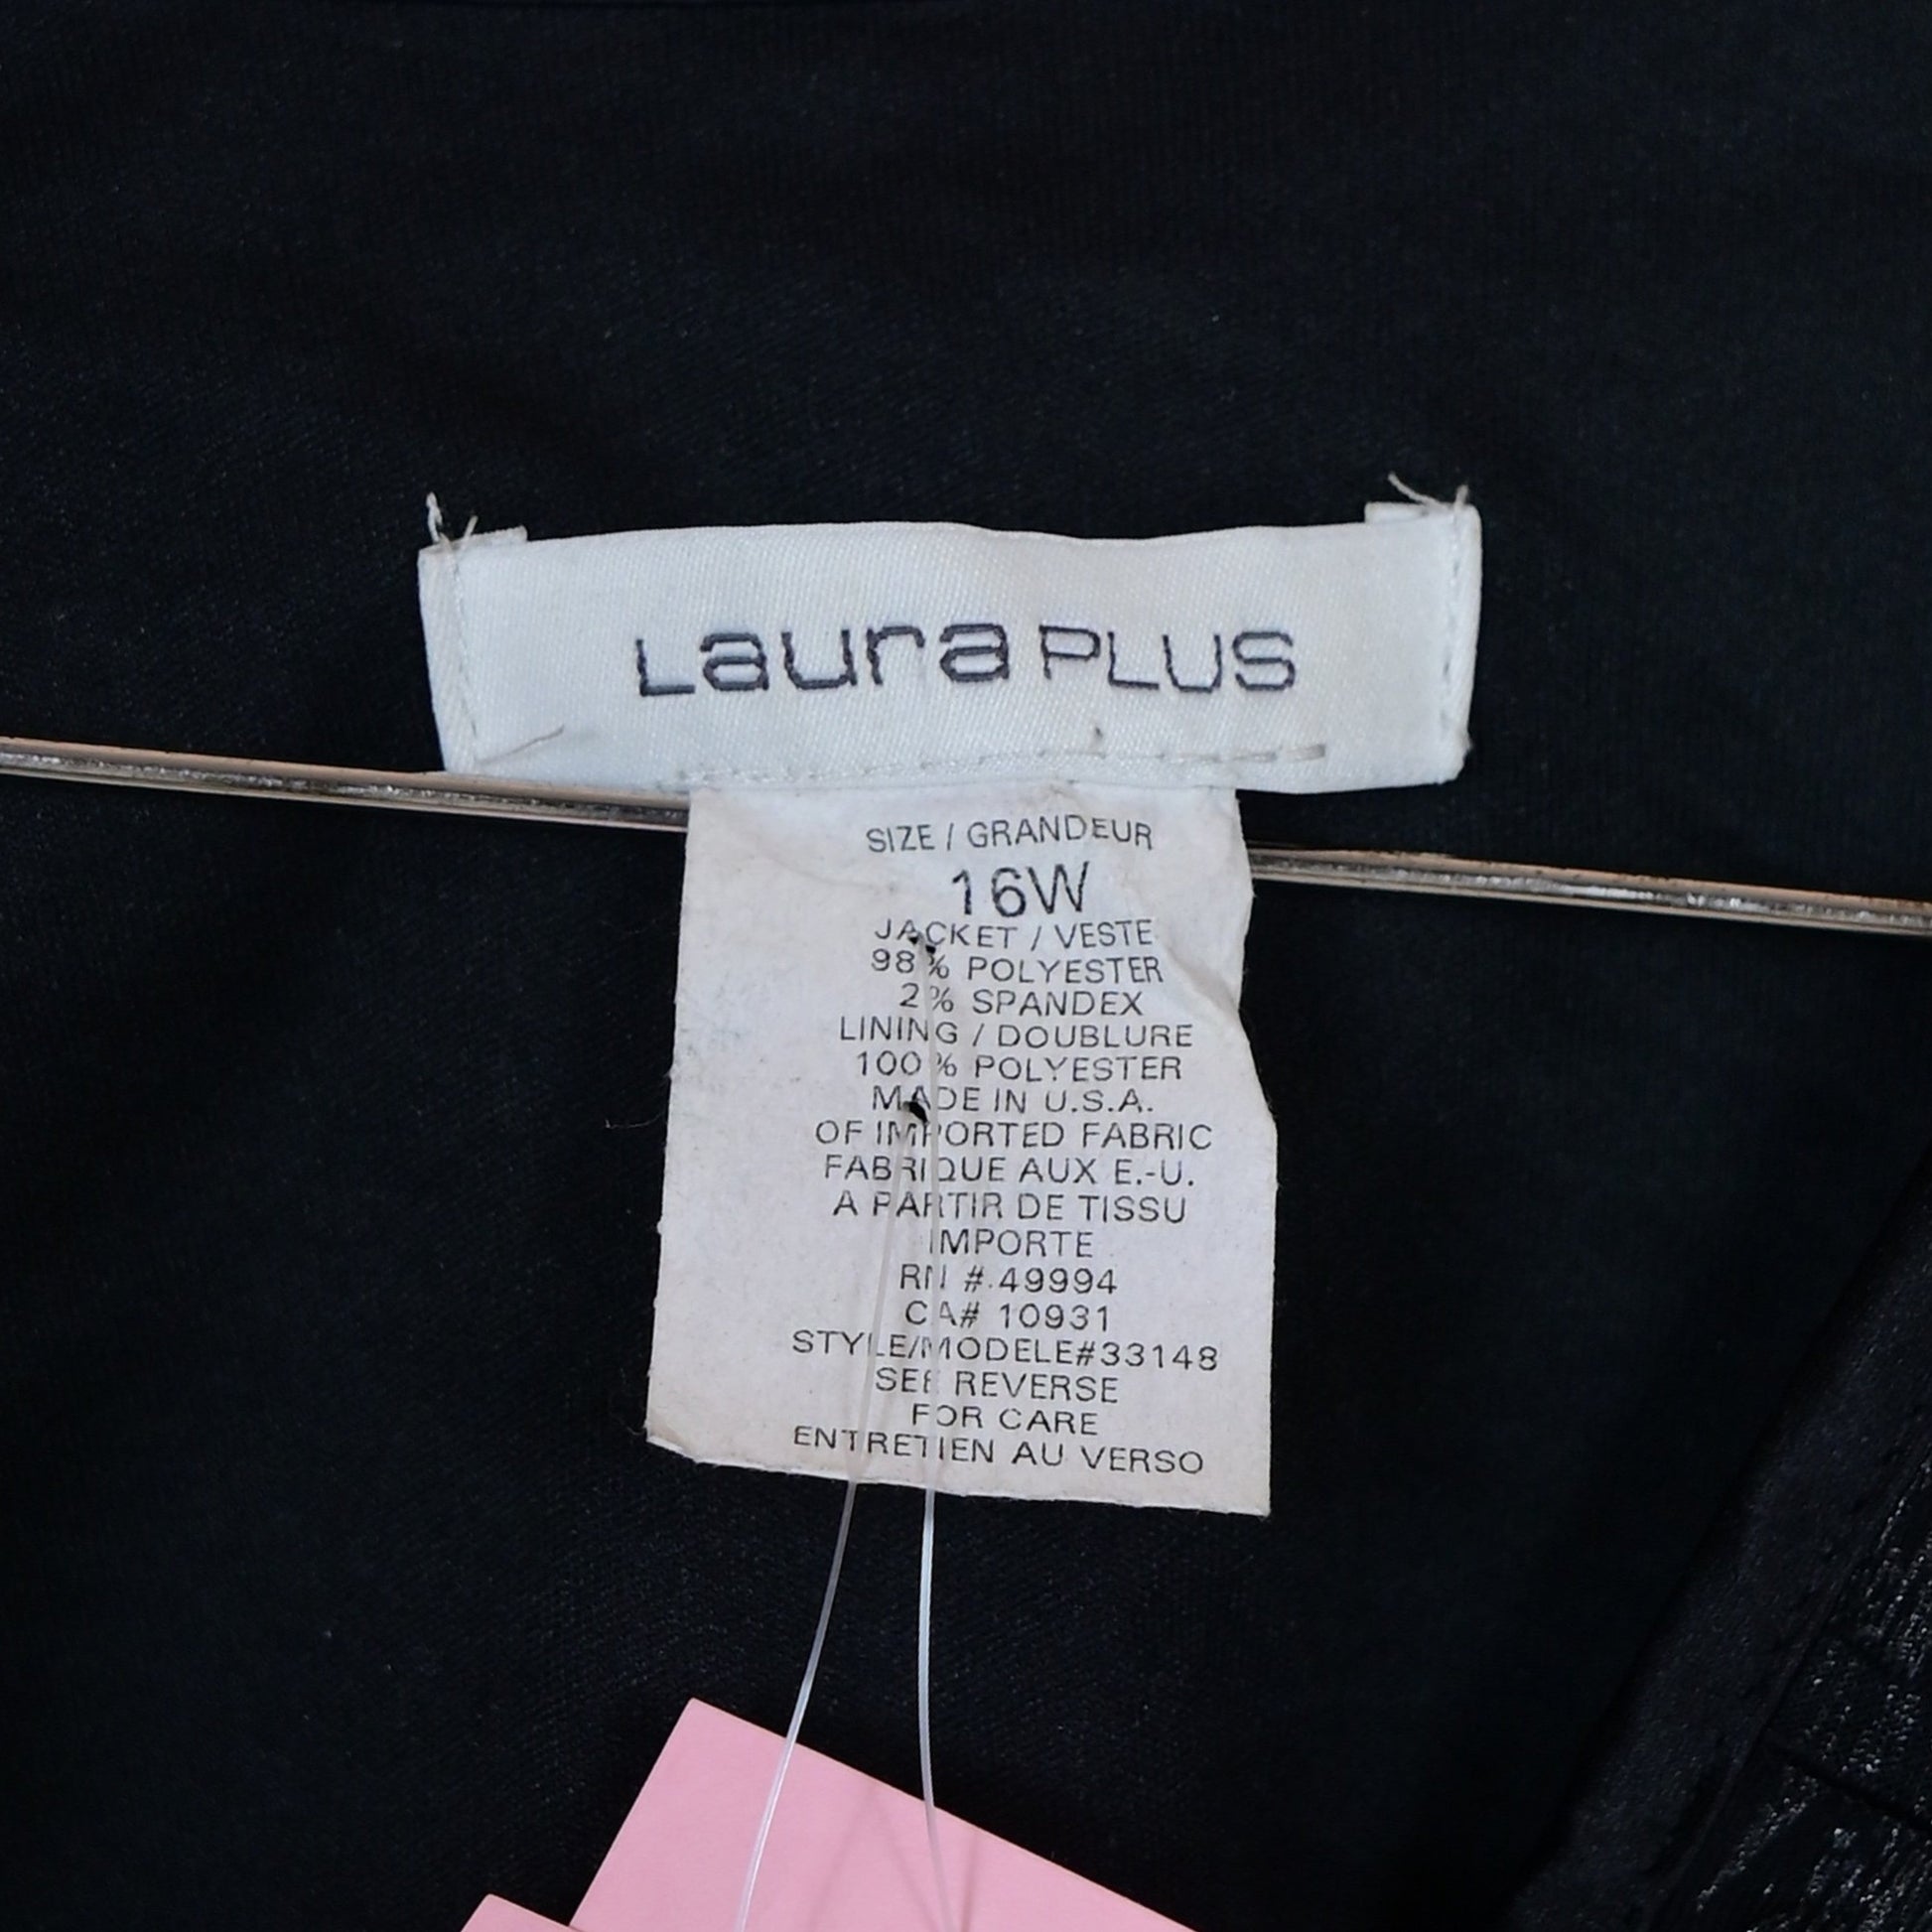 Laura PLUS
SIZE / GRANDEUR
16W
JACKET / VESTE
98% POLYESTER
2% SPANDEX
LINING / DOUBLURE
100% POLYESTER
MADE IN U.S.A.
OF IMPORTED FABRIC
FABRIQUE AUX E.-U.
A PARTIR DE TISSU
IMPORTE
RN # 49994
CA# 10931
STYLE/MODELE#33148
SEE REVERSE
FOR CARE
ENTRETIEN AU VERSO